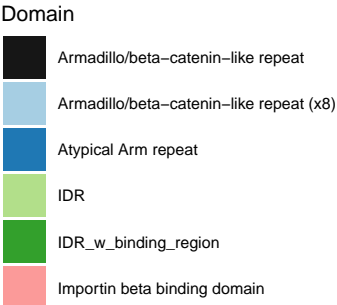 Domain
Armadillo/beta−catenin−like repeat
Armadillo/beta−catenin−like repeat (x8)
Atypical Arm repeat
IDR
IDR_w_binding_region
Importin beta binding domain